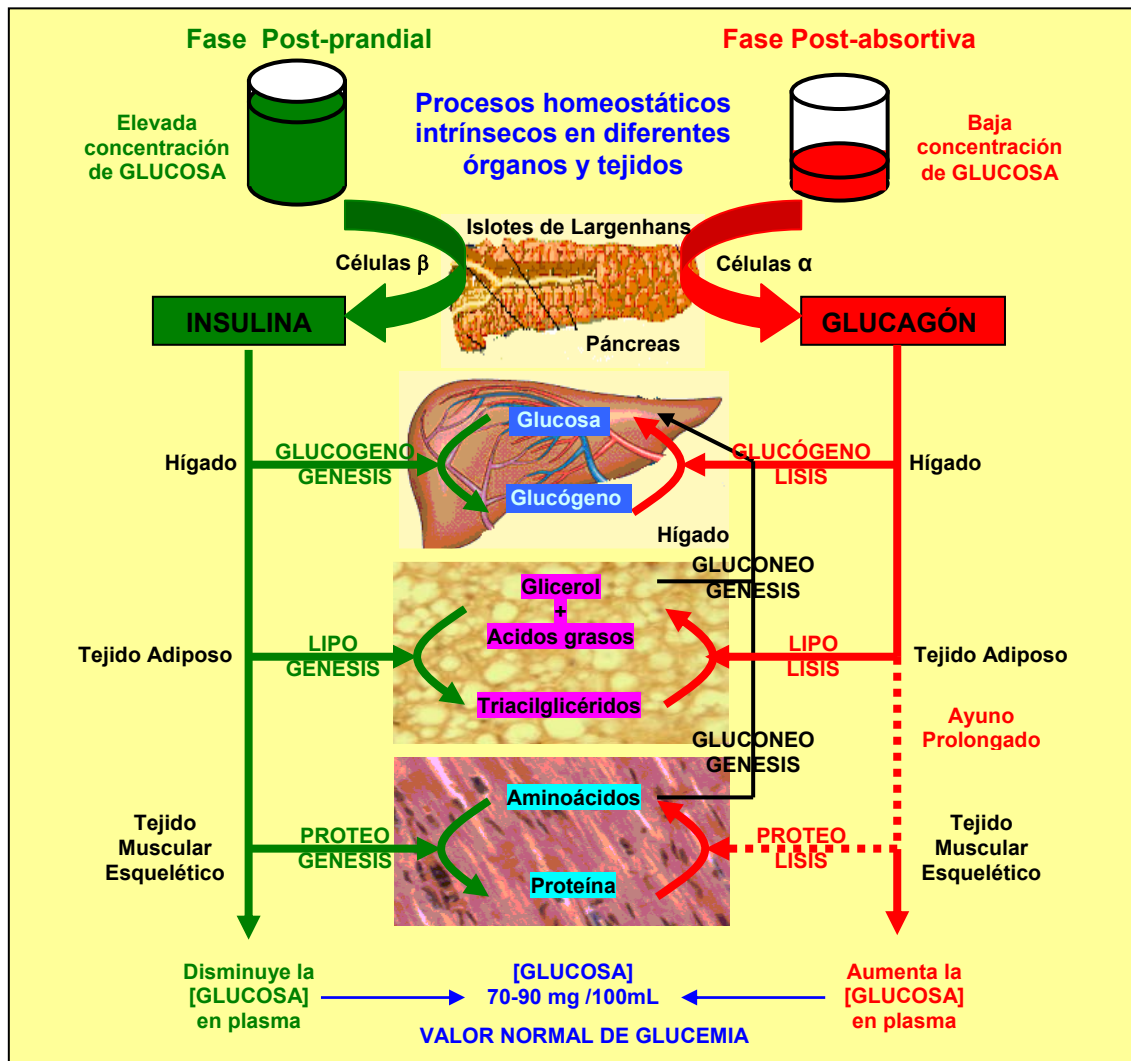 Fase Post-prandial
Fase Post-absortiva
Procesos homeostáticos
intrínsecos en diferentes
órganos y tejidos
Elevada
concentración
de GLUCOSA
Baja
concentración
de GLUCOSA
Islotes de Largenhans
Células β
Células α
Páncreas
INSULINA
GLUCAGÓN
Glucosa
Glucógeno
Hígado
Hígado
GLUCOGENO
GENESIS
GLUCÓGENO
LISIS
Hígado
GLUCONEO
GENESIS
Glicerol
+
Acidos grasos
Triacilglicéridos
Tejido Adiposo
LIPO
GENESIS
LIPO
LISIS
Tejido Adiposo
Ayuno
Prolongado
GLUCONEO
GENESIS
Aminoácidos
Proteína
Tejido
Muscular
Esquelético
PROTEO
GENESIS
PROTEO
LISIS
Tejido
Muscular
Esquelético
Disminuye la
[GLUCOSA]
en plasma
[GLUCOSA]
70-90 mg /100mL
VALOR NORMAL DE GLUCEMIA
Aumenta la
[GLUCOSA]
en plasma